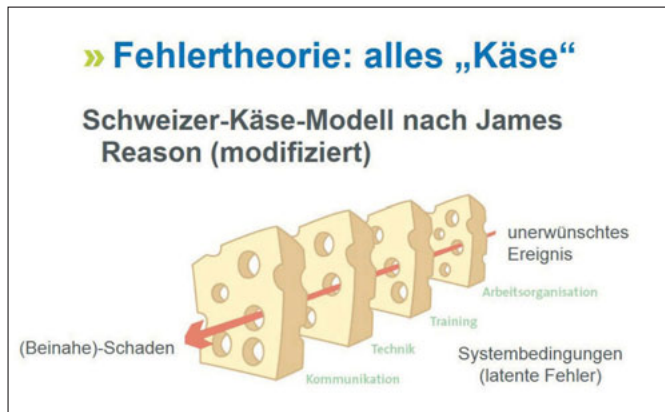 » Fehlertheorie: alles „Käse“
Schweizer-Käse-Modell nach James
Reason (modifiziert)
unerwünschtes
Ereignis
Arbeitsorganisation
Training
Technik
Kommunikation
(Beinahe)-Schaden
Systembedingungen
(latente Fehler)